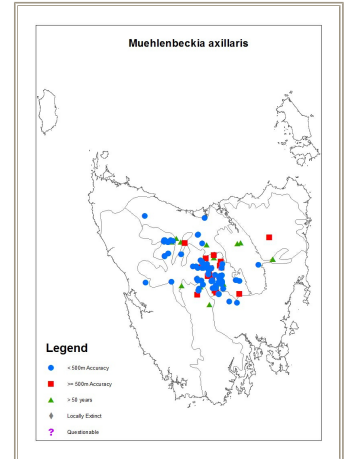 Muehlenbeckia axillaris
Legend
< 500m Accuracy
>= 500m Accuracy
> 50 years
Locally Extinct
? Questionable